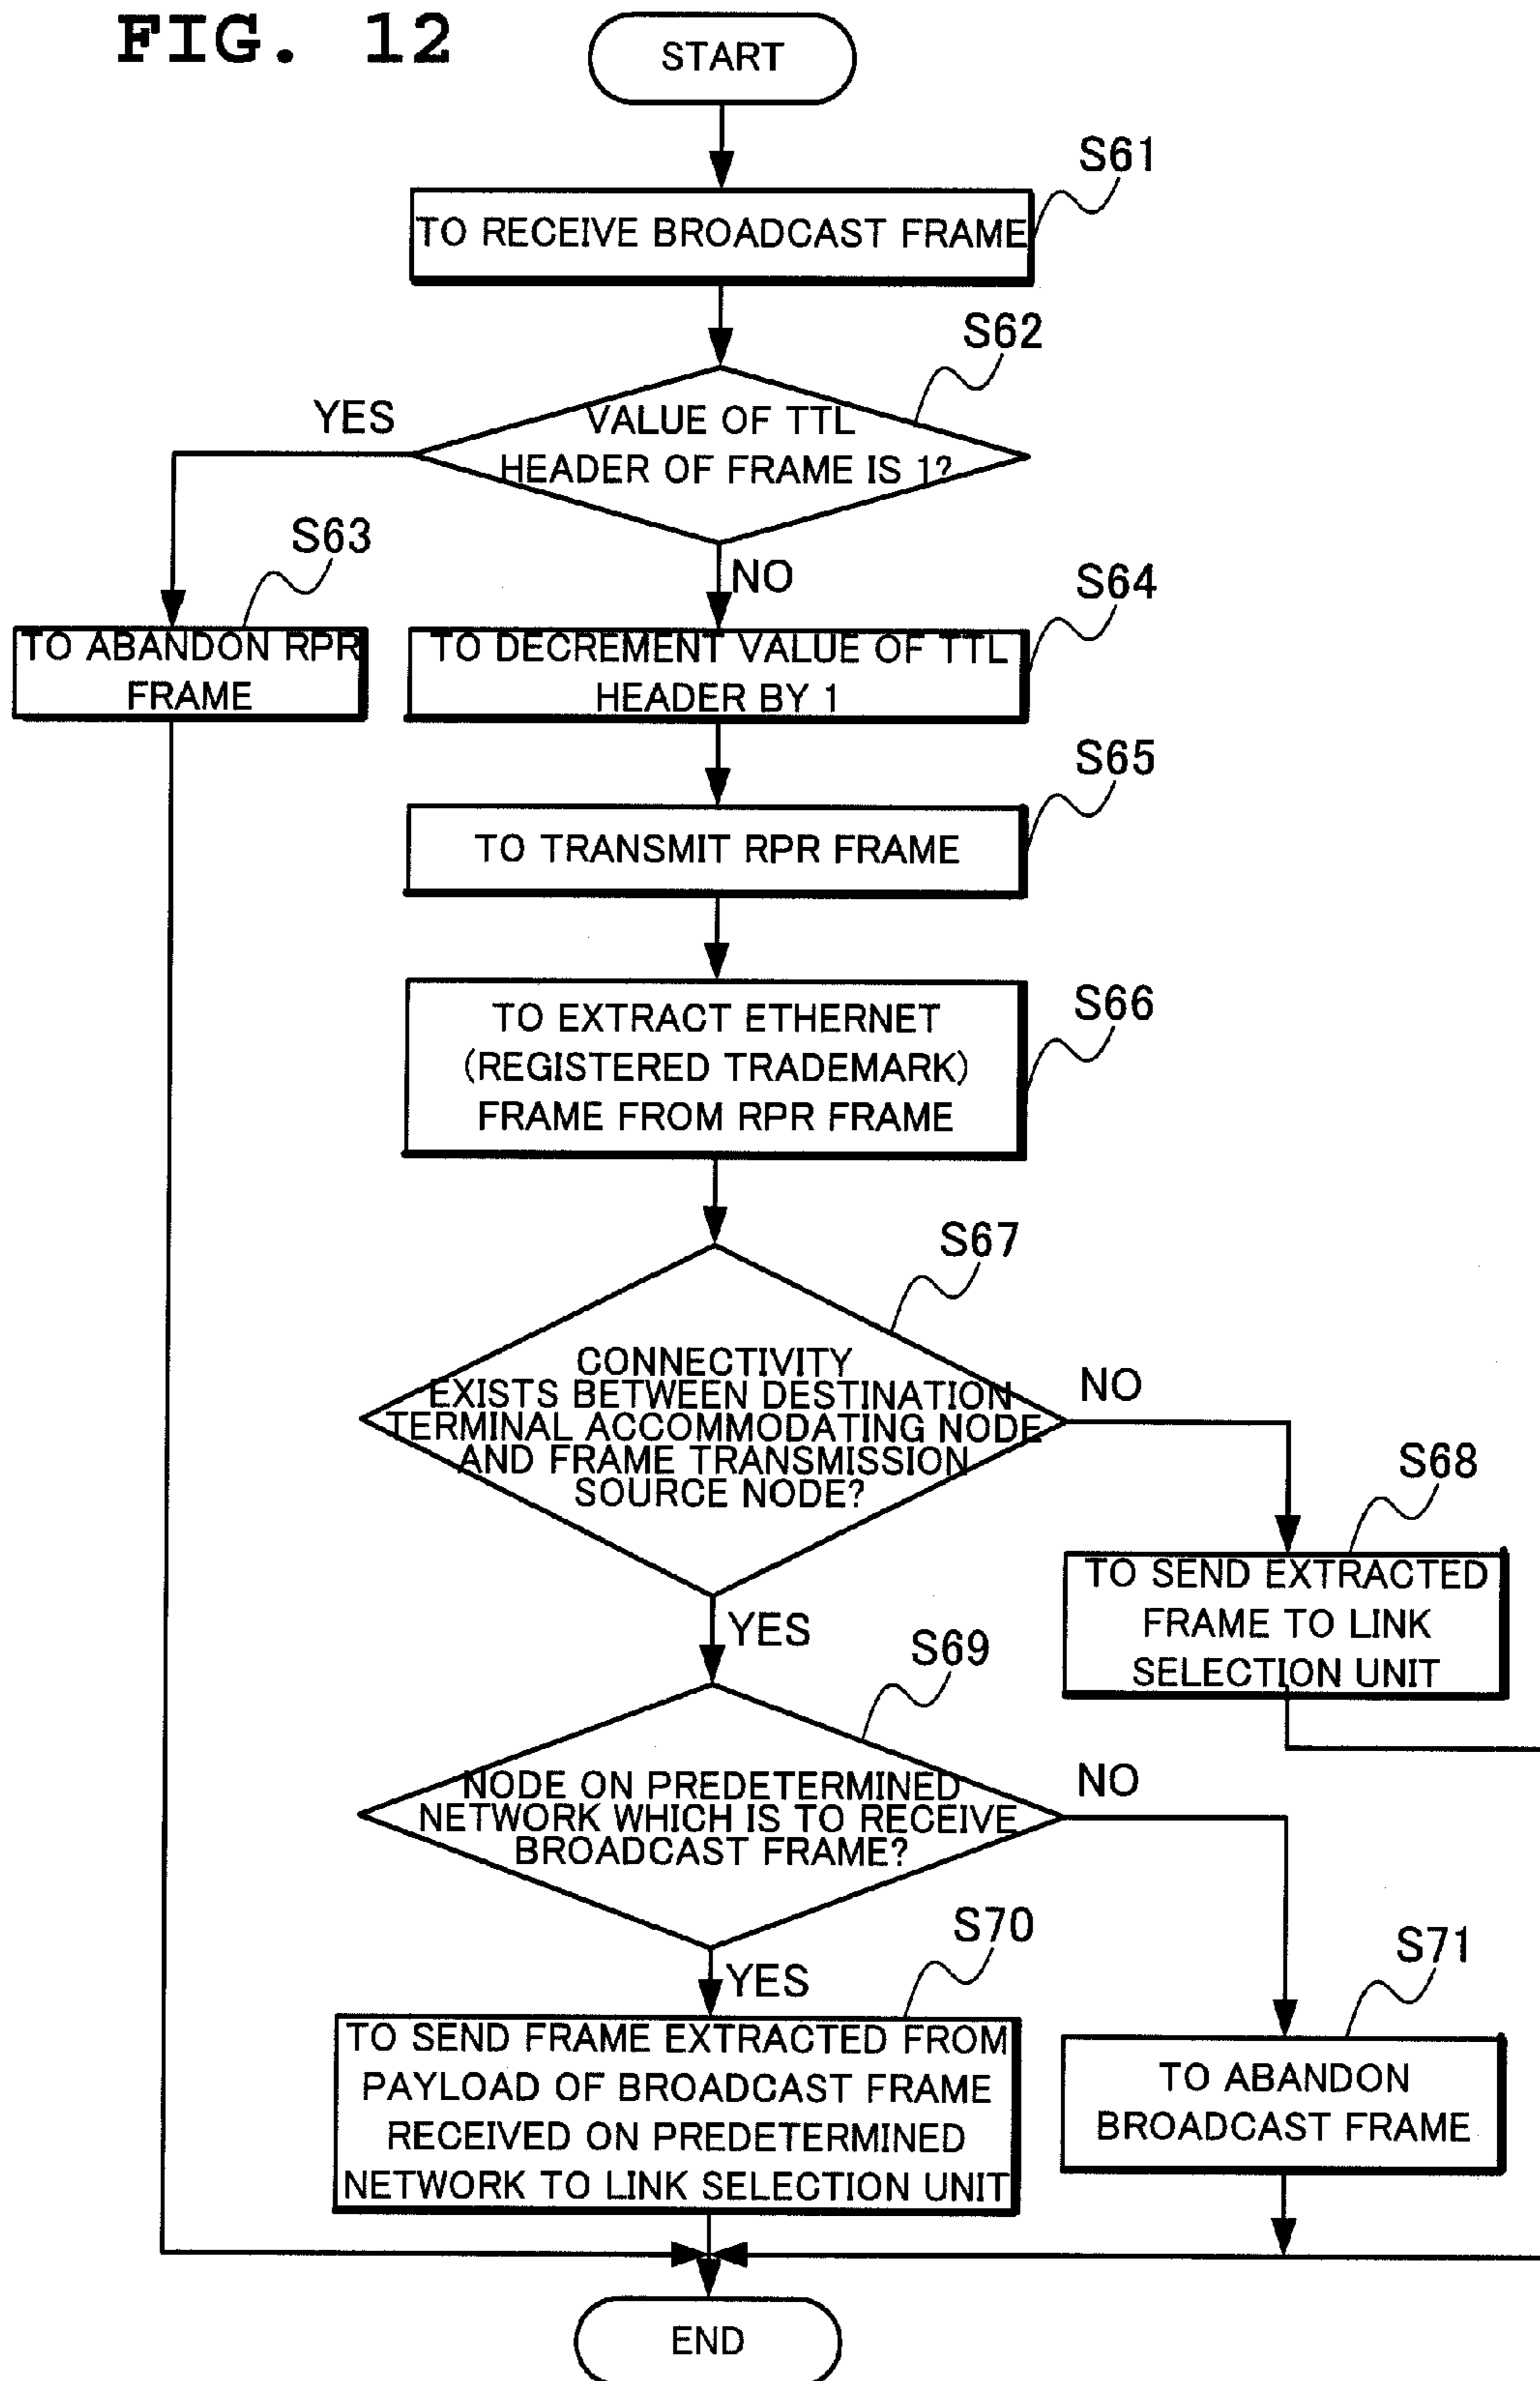 FIG. 12
START
S61
TO RECEIVE BROADCAST FRAME
S62
YES
VALUE OF TTL
HEADER OF FRAME IS 1?
S63
NO
S64
TO ABANDON RPR
FRAME
TO DECREMENT VALUE OF TTL
HEADER BY 1
S65
TO TRANSMIT RPR FRAME
S66
TO EXTRACT ETHERNET
(REGISTERED TRADEMARK)
FRAME FROM RPR FRAME
S67
CONNECTIVITY
EXISTS BETWEEN DESTINATION
TERMINAL ACCOMMODATING NODE
AND FRAME TRANSMISSION
SOURCE NODE?
NO
S68
TO SEND EXTRACTED
FRAME TO LINK
SELECTION UNIT
YES
S69
NODE ON PREDETERMINED
NETWORK WHICH IS TO RECEIVE
BROADCAST FRAME?
NO
S70
YES
S71
TO SEND FRAME EXTRACTED FROM
PAYLOAD OF BROADCAST FRAME
RECEIVED ON PREDETERMINED
NETWORK TO LINK SELECTION UNIT
TO ABANDON
BROADCAST FRAME
END